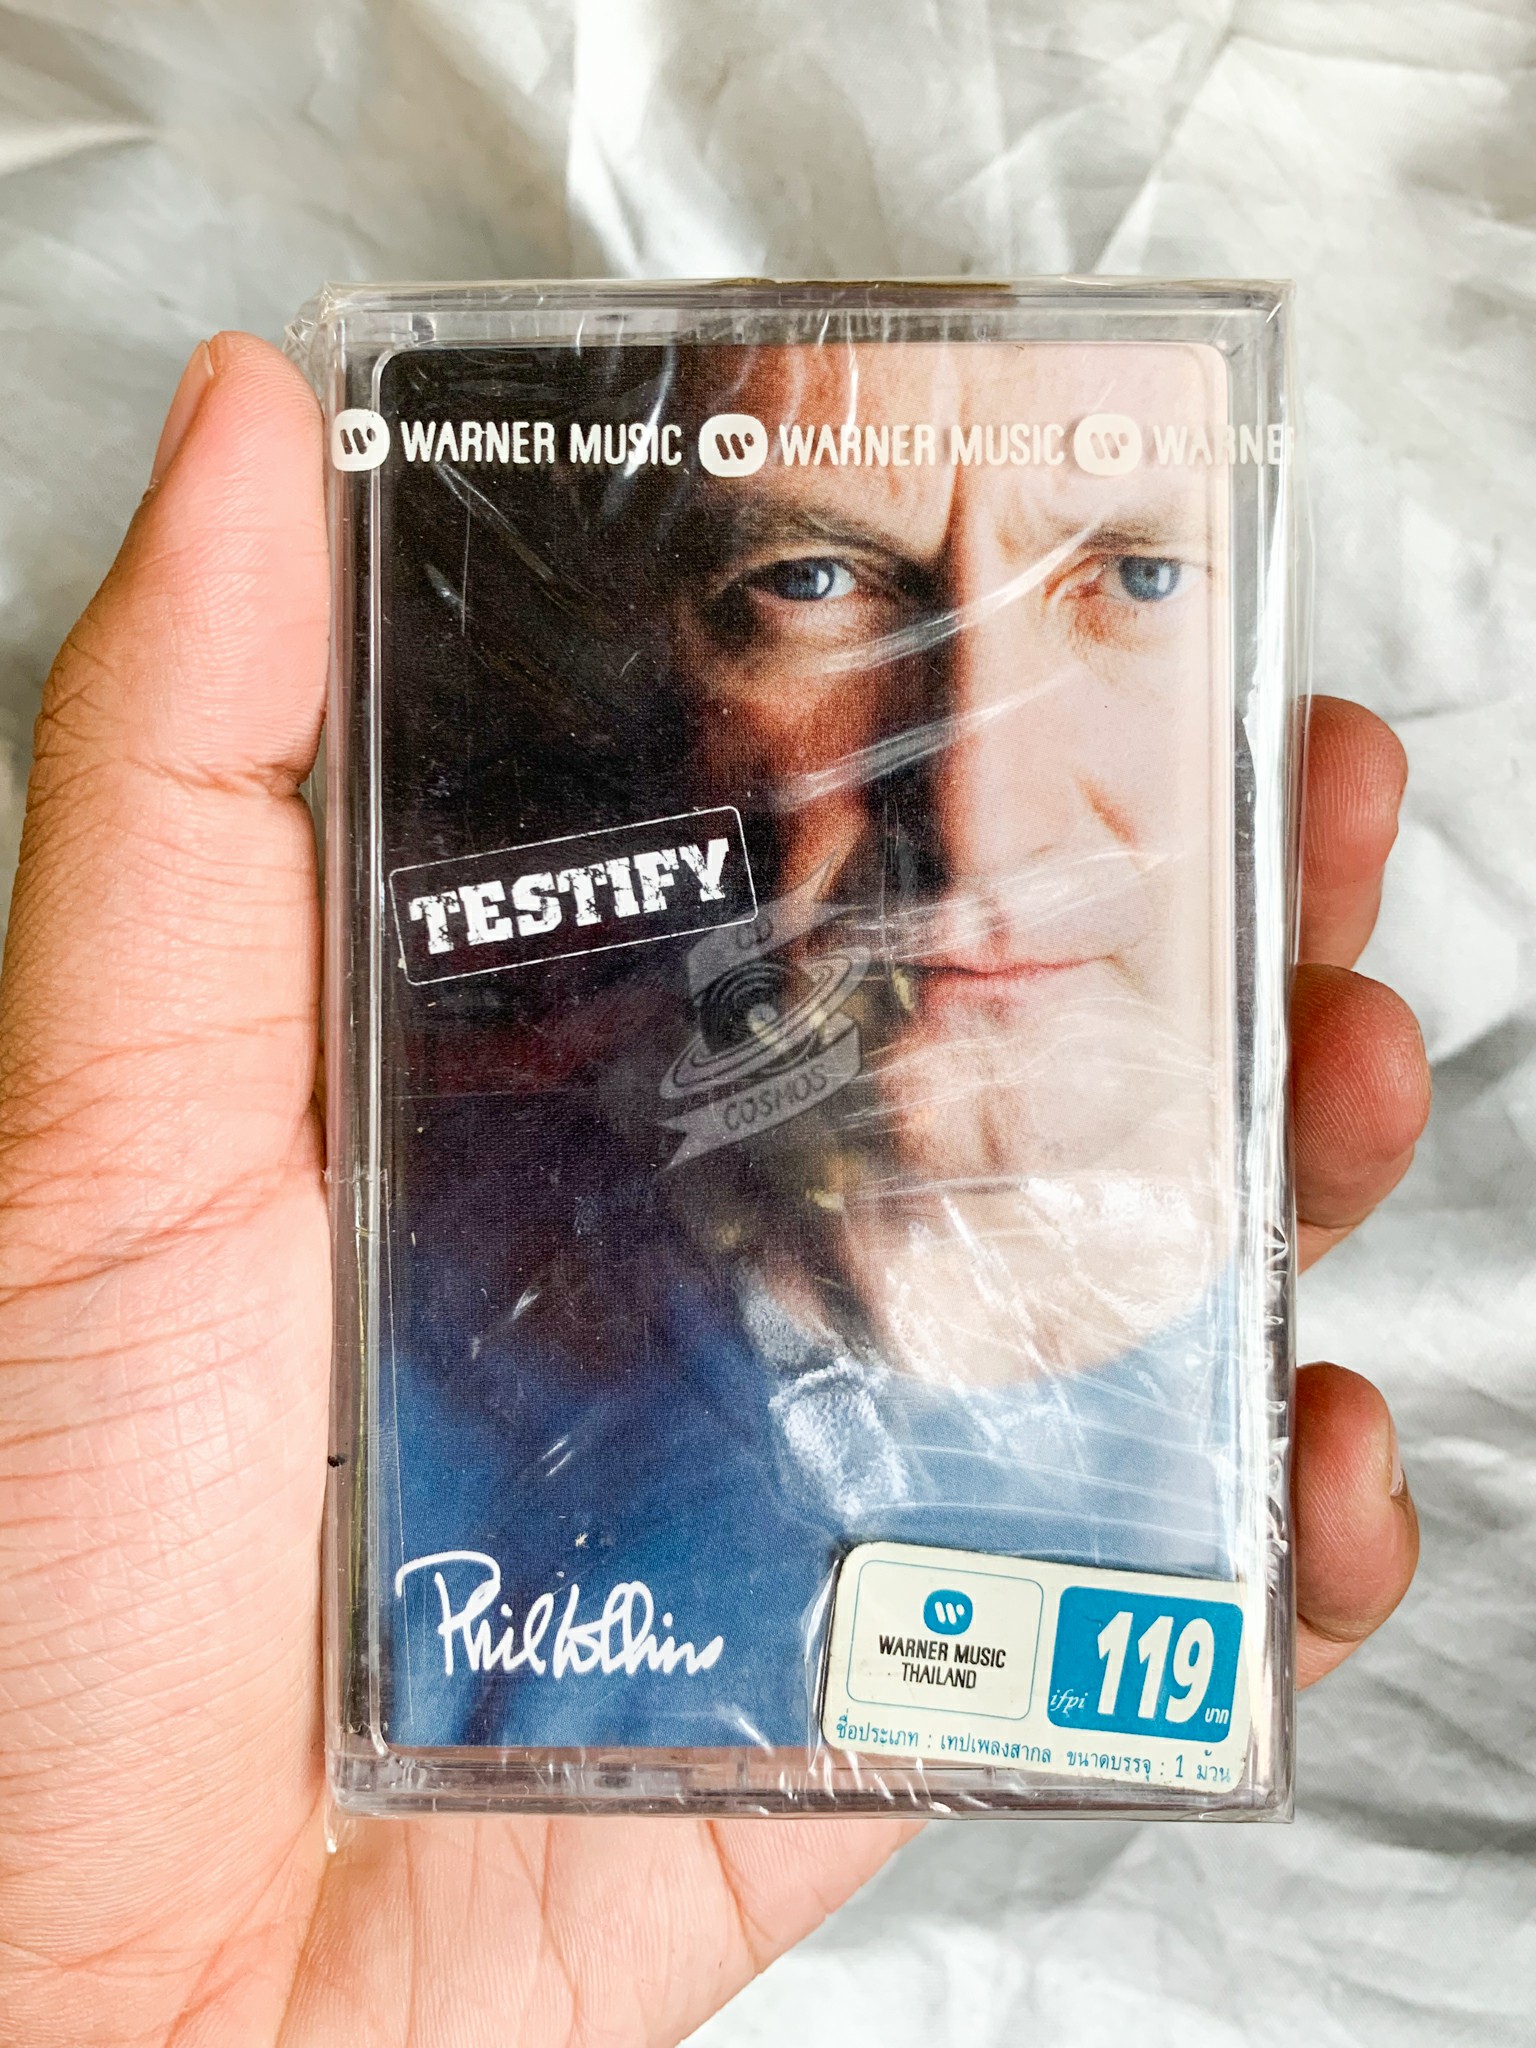 WARNER MUSIC WARNER MUSIC WARNE
TESTIFY
CD
COSMOS
Phil Collins
WARNER MUSIC
THAILAND
ifpi 119 บาท
ชื่อประเภท : เทปเพลงสากล ขนาดบรรจุ : 1 ม้วน